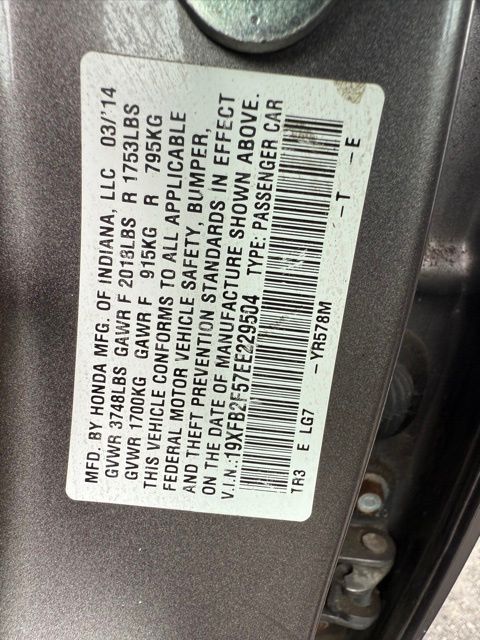 MFD. BY HONDA MFG. OF INDIANA, LLC 03/'14
GVWR 3748LBS GAWR F 2018LBS R 1753LBS
GVWR 1700KG GAWR F 915KG R 795KG
THIS VEHICLE CONFORMS TO ALL APPLICABLE
FEDERAL MOTOR VEHICLE SAFETY, BUMPER,
AND THEFT PREVENTION STANDARDS IN EFFECT
ON THE DATE OF MANUFACTURE SHOWN ABOVE.
V.I.N.:19XFB2F57EE229504 TYPE: PASSENGER CAR
TR3 E LG7 -YR578M -T -E